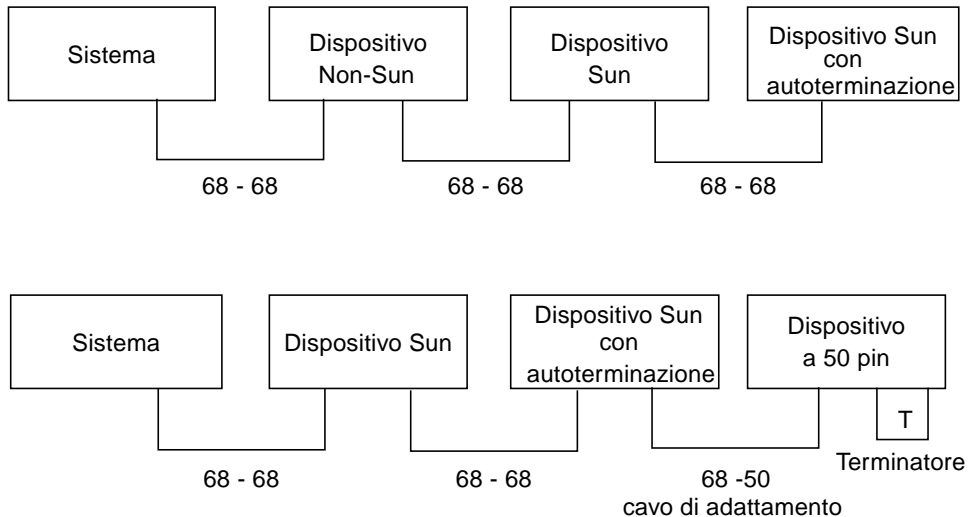 Sistema
Dispositivo
Non-Sun
Dispositivo
Sun
Dispositivo Sun
con
autoterminazione
68 - 68
68 - 68
68 - 68
Sistema
Dispositivo Sun
Dispositivo Sun
con
autoterminazione
Dispositivo
a 50 pin
T
Terminatore
68 - 68
68 - 68
68 -50
cavo di adattamento